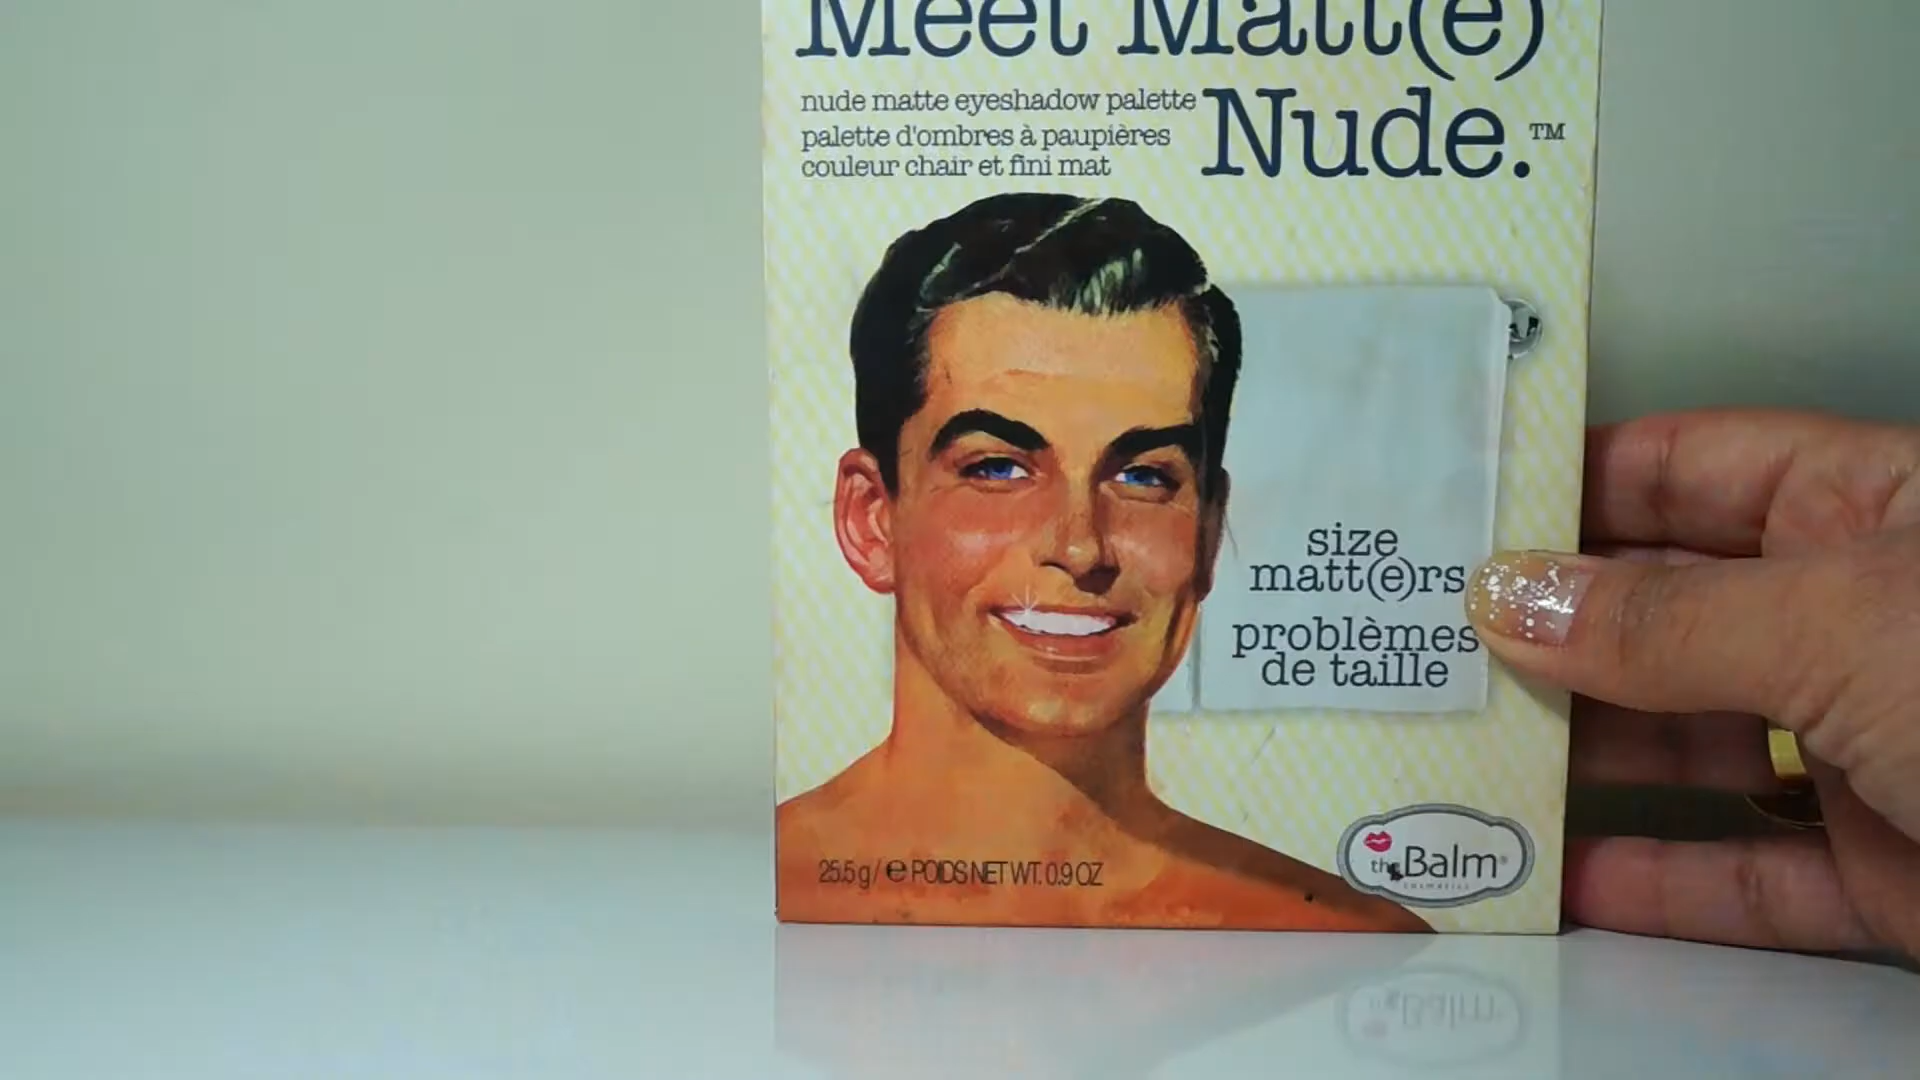 Meet Matt(e)
Nude.™
nude matte eyeshadow palette
palette d'ombres à paupières
couleur chair et fini mat
size
matt(e)rs
problèmes
de taille
25.5 g / ℮ POIDS NET WT. 0.9 OZ
theBalm®
cosmetics